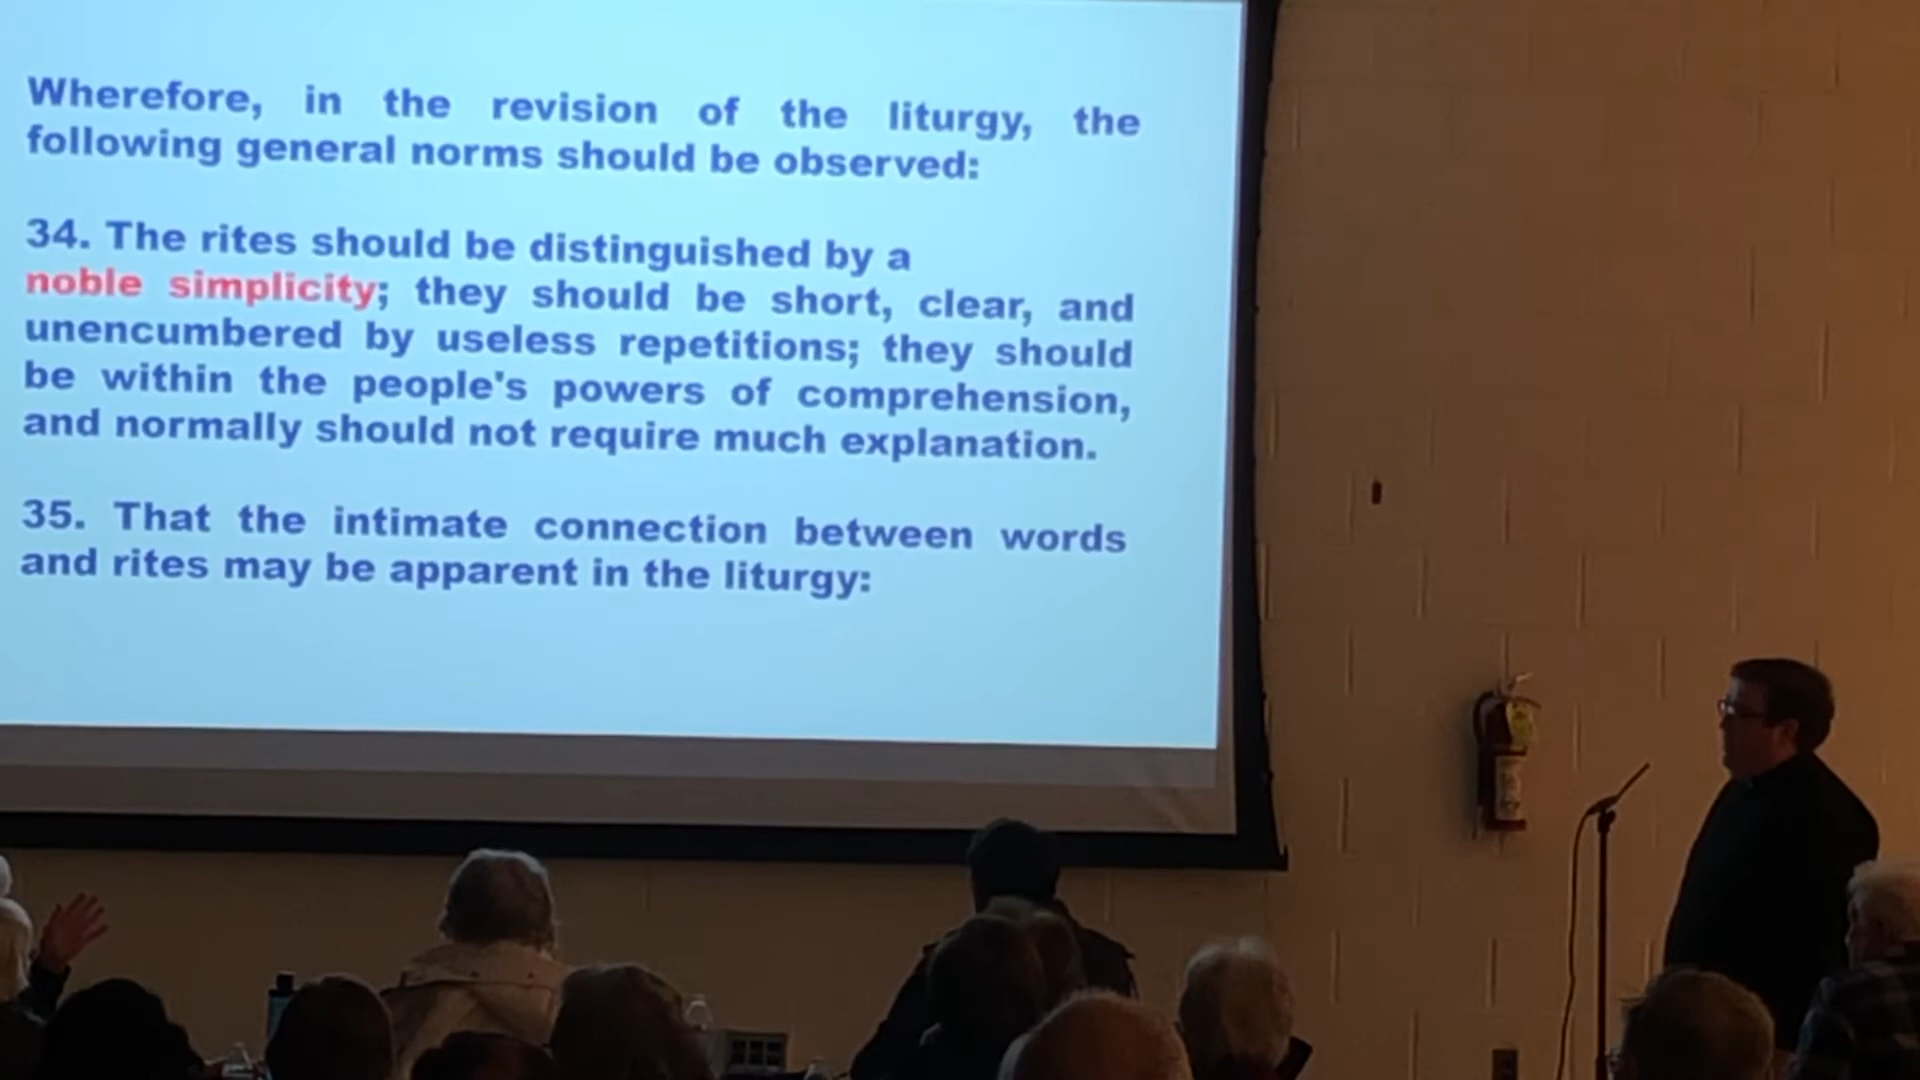 Wherefore, in the revision of the liturgy, the
following general norms should be observed:
34. The rites should be distinguished by a
noble simplicity; they should be short, clear, and
unencumbered by useless repetitions; they should
be within the people's powers of comprehension,
and normally should not require much explanation.
35. That the intimate connection between words
and rites may be apparent in the liturgy: